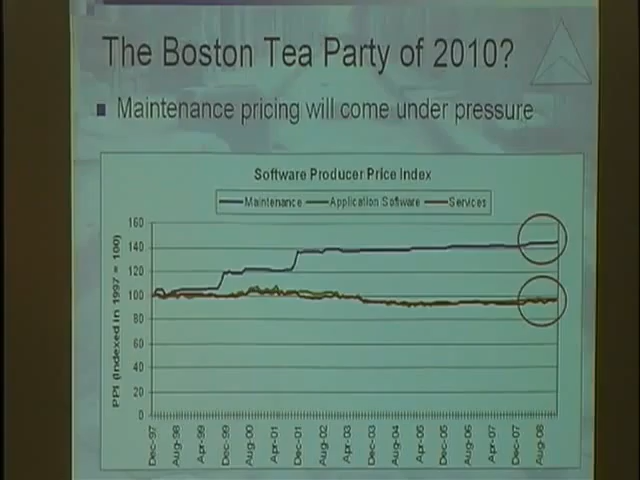 The Boston Tea Party of 2010?
Maintenance pricing will come under pressure
Software Producer Price Index
Maintenance Application Software Services
160
140
120
100
80
60
40
20
0
PPI (Indexed in 1997 = 100)
Dec-97
Aug-98
Apr-99
Dec-99
Aug-00
Apr-01
Dec-01
Aug-02
Apr-03
Dec-03
Aug-04
Apr-05
Dec-05
Aug-06
Apr-07
Dec-07
Aug-08